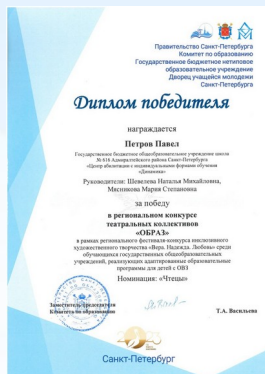 Правительство Санкт-Петербурга
Комитет по образованию
Государственное бюджетное нетиповое
образовательное учреждение
Дворец учащейся молодежи
Санкт-Петербурга
Диплом победителя
награждается
Петров Павел
Государственное бюджетное общеобразовательное учреждение школа
№ 616 Адмиралтейского района Санкт-Петербурга
«Центр абилитации с индивидуальными формами обучения
«Динамика»
Руководители: Шевелева Наталья Михайловна,
Мясникова Мария Степановна
за победу
в региональном конкурсе
театральных коллективов
«ОБРАЗ»
в рамках регионального фестиваля-конкурса инклюзивного
художественного творчества «Вера. Надежда. Любовь» среди
обучающихся государственных общеобразовательных
учреждений, реализующих адаптированные образовательные
программы для детей с ОВЗ
Номинация: «Чтецы»
Заместитель председателя
Комитета по образованию
Т.А. Васильева
Санкт-Петербург